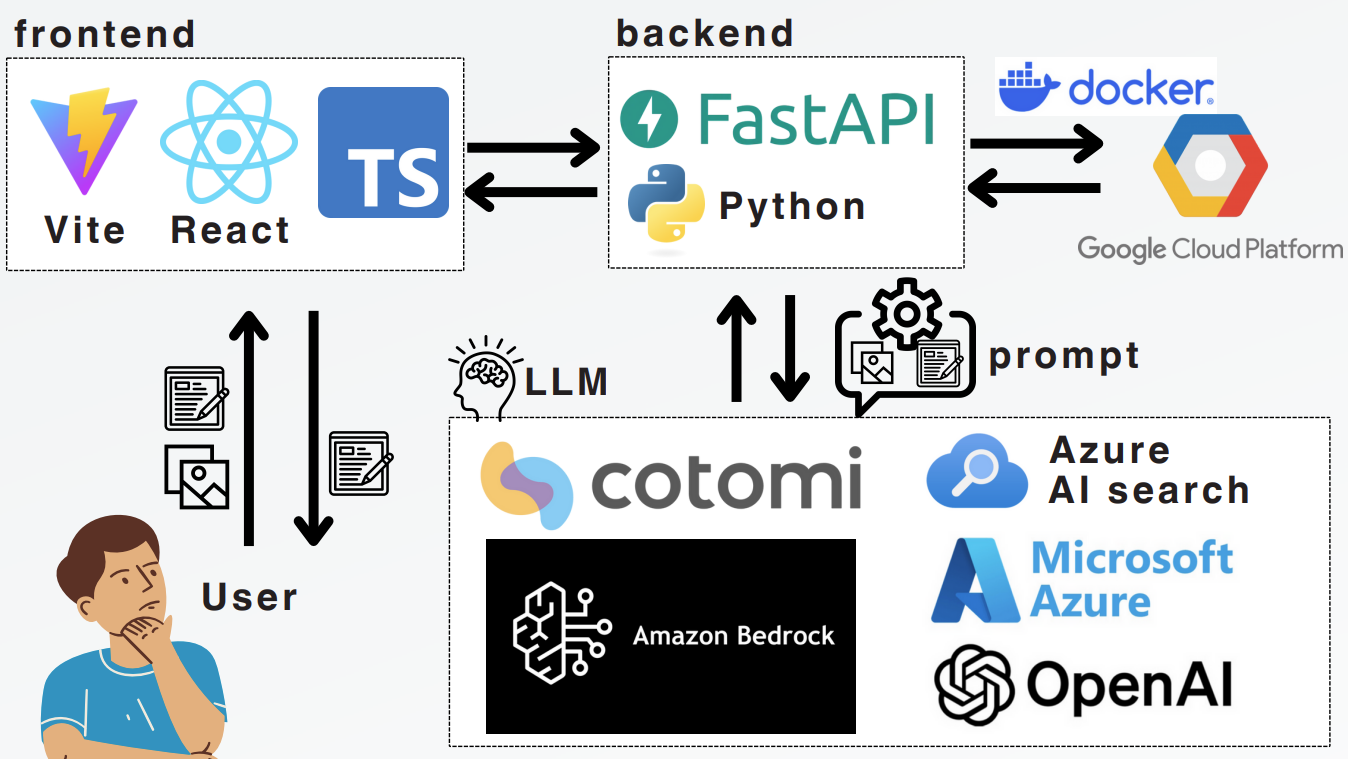 frontend
Vite
React
TS
backend
FastAPI
Python
docker
Google Cloud Platform
User
LLM
prompt
cotomi
Amazon Bedrock
Azure
AI search
Microsoft
Azure
OpenAI